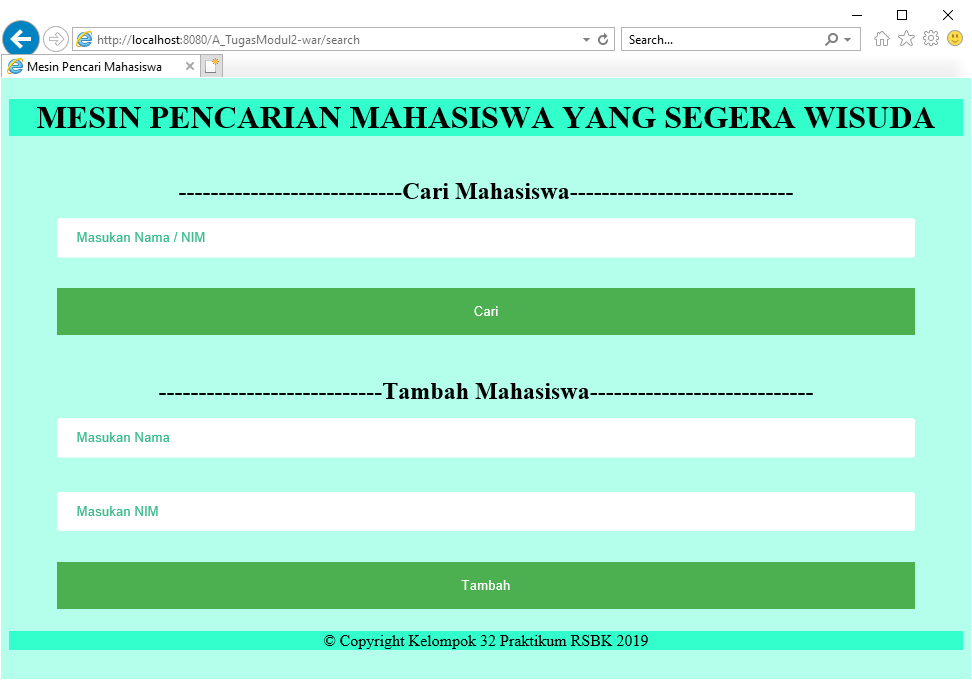 http://localhost:8080/A_TugasModul2-war/search
Search...
Mesin Pencari Mahasiswa
MESIN PENCARIAN MAHASISWA YANG SEGERA WISUDA
----------------------------Cari Mahasiswa----------------------------
Masukan Nama / NIM
Cari
----------------------------Tambah Mahasiswa----------------------------
Masukan Nama
Masukan NIM
Tambah
© Copyright Kelompok 32 Praktikum RSBK 2019